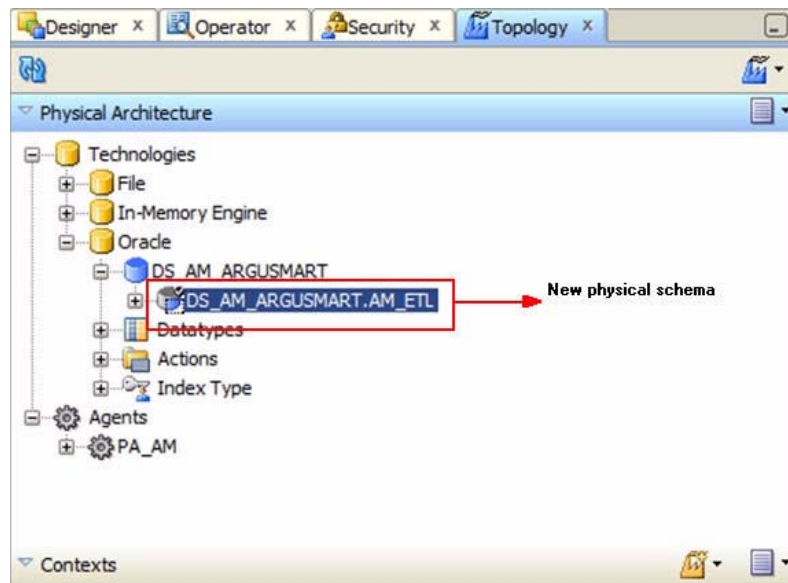 Designer x Operator x Security x Topology x
Physical Architecture
Technologies
File
In-Memory Engine
Oracle
DS_AM_ARGUSMART
DS_AM_ARGUSMART.AM_ETL New physical schema
Datatypes
Actions
Index Type
Agents
PA_AM
Contexts